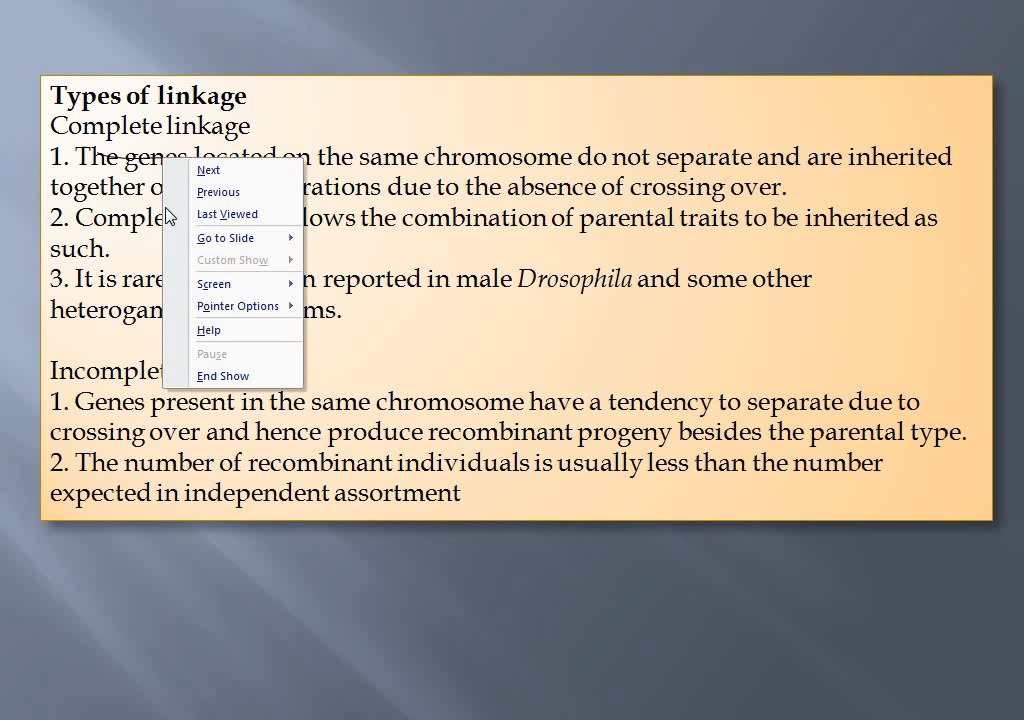 Types of linkage
Complete linkage
1. The genes located on the same chromosome do not separate and are inherited
together rations due to the absence of crossing over.
2. lows the combination of parental traits to be inherited as
such.
3. It is rare reported in male Drosophila and some other
ms.
Next
Previous
Last Viewed
Go to Slide
Custom Show
Screen
Pointer Options
Help
Pause
End Show
1. Genes present in the same chromosome have a tendency to separate due to
crossing over and hence produce recombinant progeny besides the parental type.
2. The number of recombinant individuals is usually less than the number
expected in independent assortment